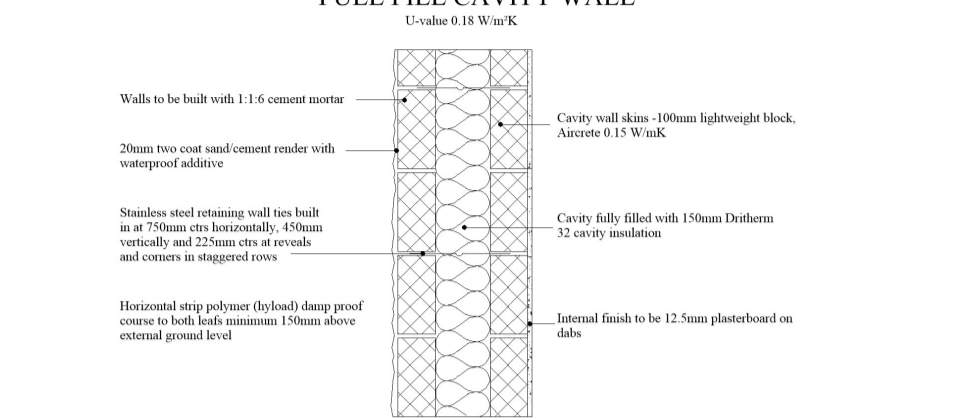 FULL FILL CAVITY WALL
U-value 0.18 W/m²K
Walls to be built with 1:1:6 cement mortar
20mm two coat sand/cement render with
waterproof additive
Stainless steel retaining wall ties built
in at 750mm ctrs horizontally, 450mm
vertically and 225mm ctrs at reveals
and corners in staggered rows
Horizontal strip polymer (hyload) damp proof
course to both leafs minimum 150mm above
external ground level
Cavity wall skins -100mm lightweight block,
Aircrete 0.15 W/mK
Cavity fully filled with 150mm Dritherm
32 cavity insulation
Internal finish to be 12.5mm plasterboard on
dabs